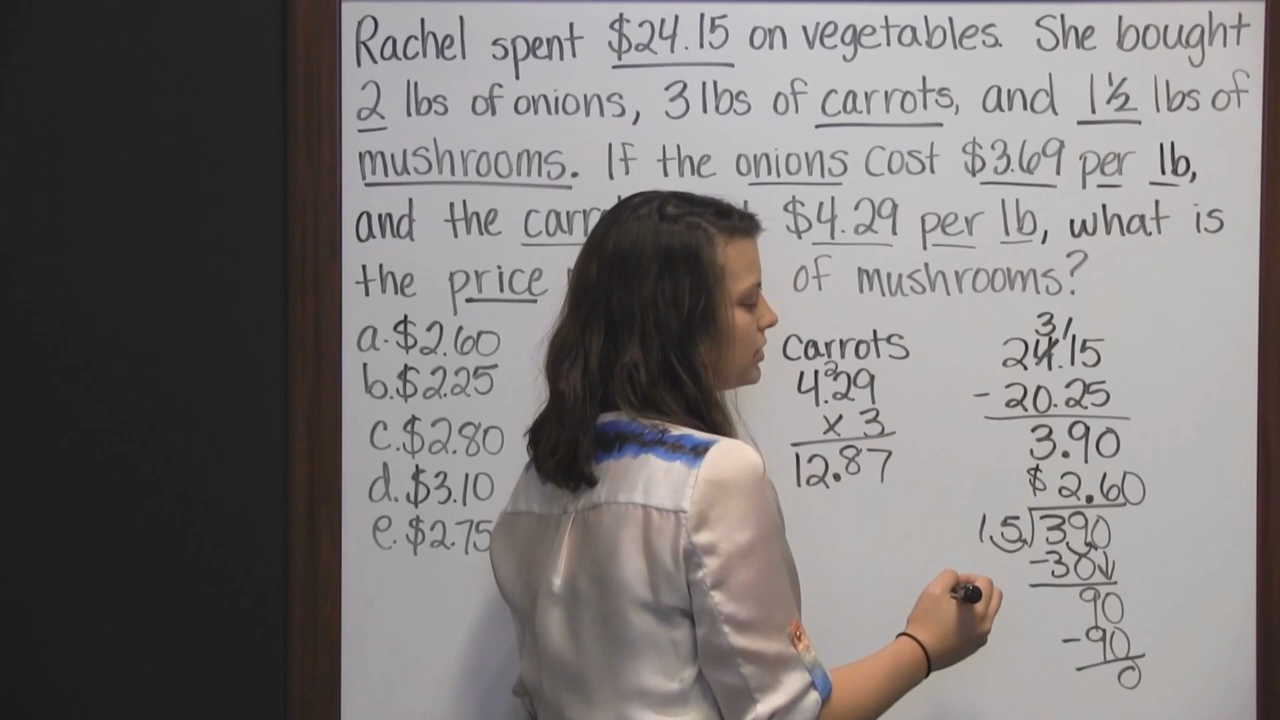 Rachel spent $24.15 on vegetables. She bought
2 lbs of onions, 3 lbs of carrots, and 1½ lbs of
mushrooms. If the onions cost $3.69 per lb,
and the carr $4.29 per lb, what is
the price of mushrooms?
a. $2.60
b. $2.25
c. $2.80
d. $3.10
e. $2.75
carrots
2
4.29
x 3
12.87
3 1
24.15
- 20.25
3.90
$2.60
1.5)390
-30↓
90
-90
0